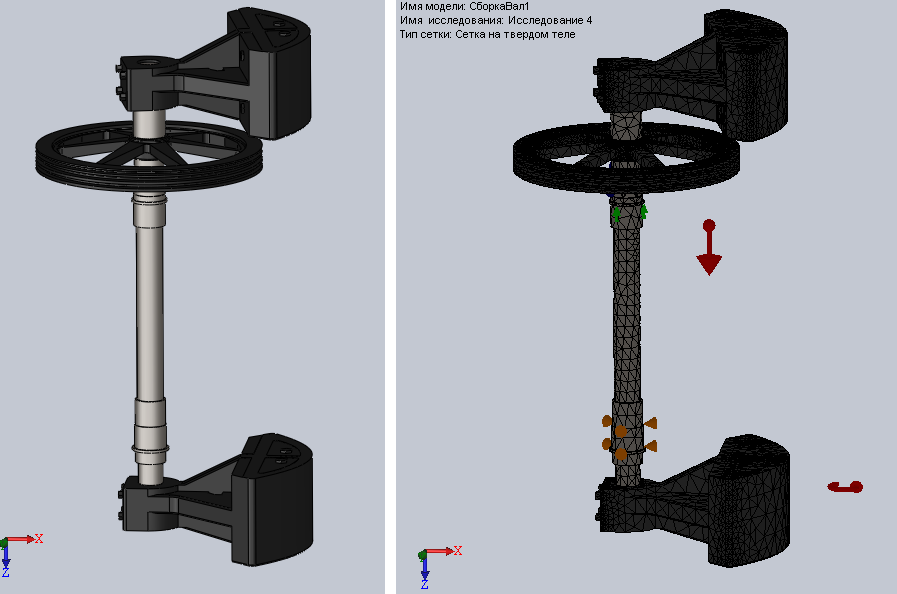 Имя модели: СборкаВал1
Имя исследования: Исследование 4
Тип сетки: Сетка на твердом теле
X
Z
X
Z